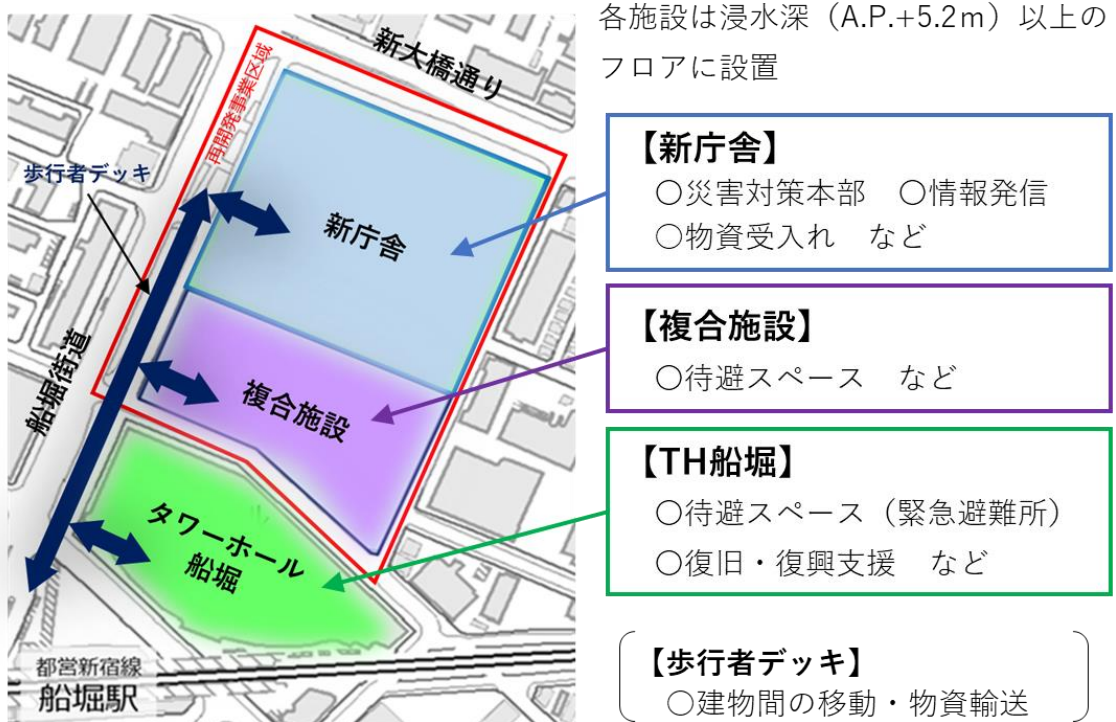 新大橋通り
再開発事業区域
歩行者デッキ
新庁舎
船堀街道
複合施設
タワーホール
船堀
都営新宿線
船堀駅
各施設は浸水深（A.P.+5.2ｍ）以上の
フロアに設置
【新庁舎】
○災害対策本部　○情報発信
○物資受入れ　など
【複合施設】
○待避スペース　など
【TH船堀】
○待避スペース（緊急避難所）
○復旧・復興支援　など
【歩行者デッキ】
○建物間の移動・物資輸送